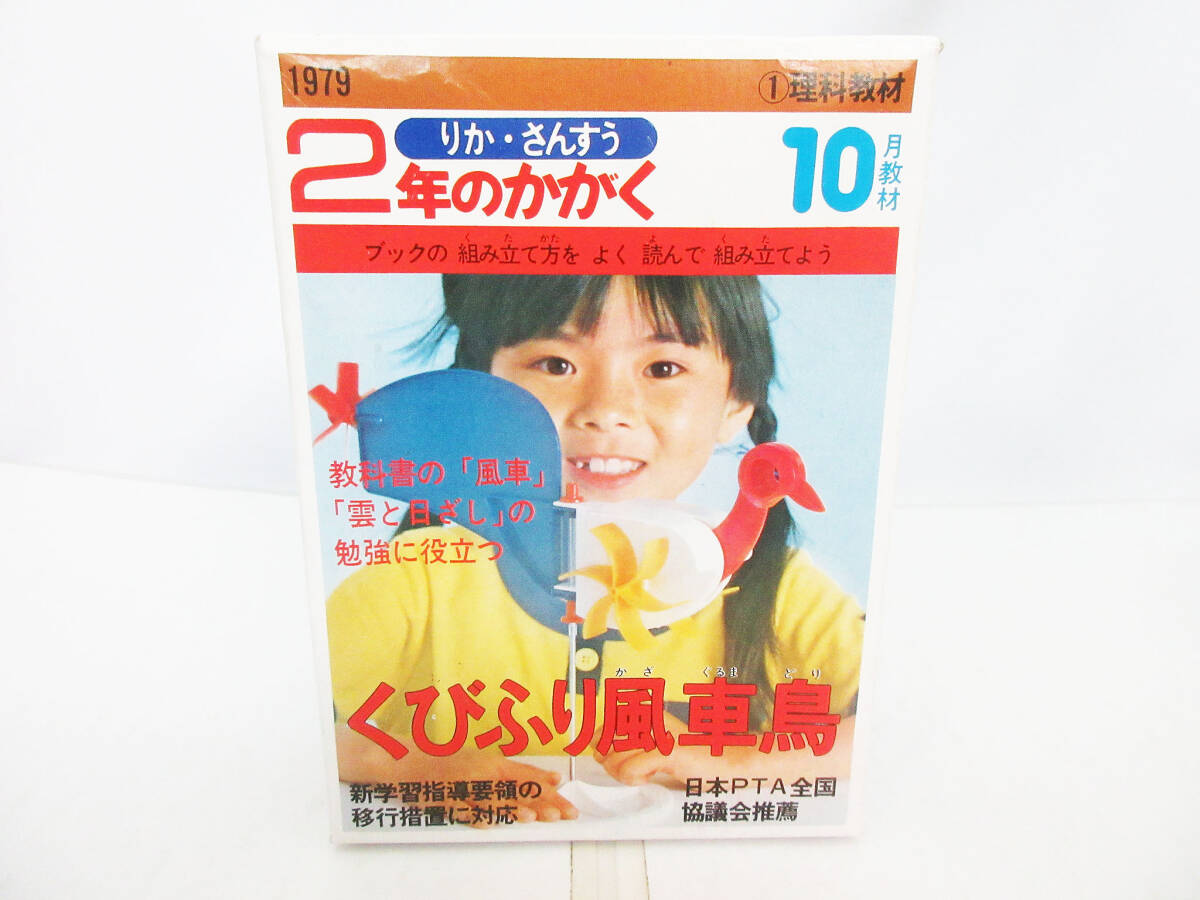 1979
①理科教材
りか・さんすう
2年のかがく
10月教材
ブックの 組み立て方を よく 読んで 組み立てよう
教科書の「風車」
「雲と日ざし」の
勉強に役立つ
くびふり風車鳥
新学習指導要領の
移行措置に対応
日本PTA全国
協議会推薦